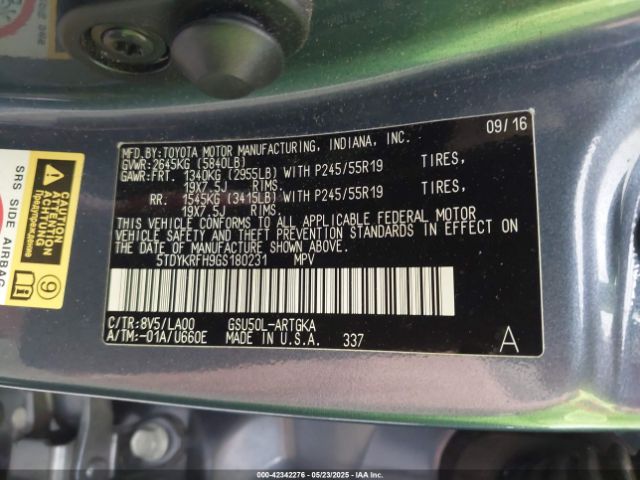 MFD.BY:TOYOTA MOTOR MANUFACTURING, INDIANA, INC. 09/16
GVWR:2645KG (5840LB)
GAWR:FRT. 1340KG (2955LB) WITH P245/55R19 TIRES,
19X7.5J RIMS.
RR. 1545KG (3415LB) WITH P245/55R19 TIRES,
19X7.5J RIMS.
THIS VEHICLE CONFORMS TO ALL APPLICABLE FEDERAL MOTOR
VEHICLE SAFETY AND THEFT PREVENTION STANDARDS IN EFFECT
ON THE DATE OF MANUFACTURE SHOWN ABOVE.
5TDYKRFH9GS180231 MPV
C/TR:8V5/LA00 GSU50L-ARTGKA
A/TM:-01A/U660E MADE IN U.S.A. 337 A
SRS SIDE AIRBAG
ATTENTION
ACHTUNG
000-42342276 - 05/23/2025 - IAA Inc.